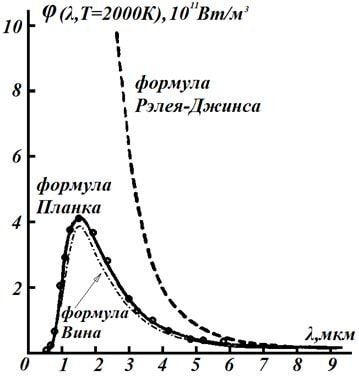 φ(λ,T=2000К), 10¹¹Вт/м³
10
формула
Рэлея-Джинса
8
6
формула
Планка
4
2
формула
Вина
λ,мкм
0 1 2 3 4 5 6 7 8 9